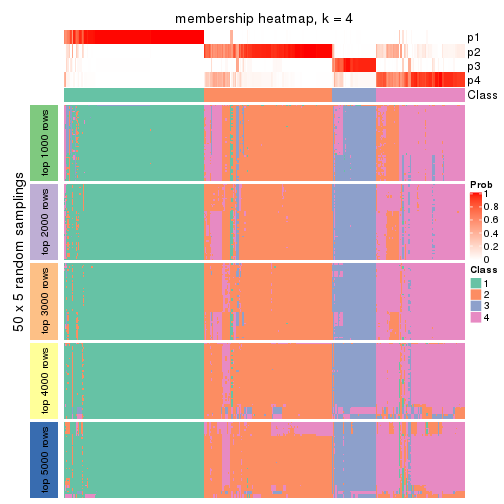 membership heatmap, k = 4
p1
p2
p3
p4
Class
50 x 5 random samplings
top 1000 rows
top 2000 rows
top 3000 rows
top 4000 rows
top 5000 rows
Prob
1
0.8
0.6
0.4
0.2
0
Class
1
2
3
4